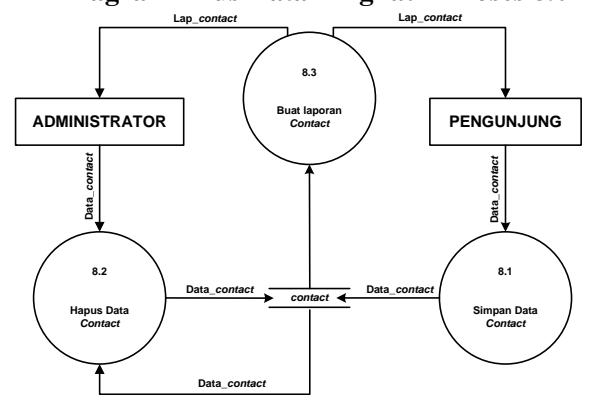 Lap_contact
Lap_contact
8.3
Buat laporan
Contact
ADMINISTRATOR
PENGUNJUNG
Data_contact
Data_contact
8.2
Hapus Data
Contact
Data_contact
contact
Data_contact
8.1
Simpan Data
Contact
Data_contact